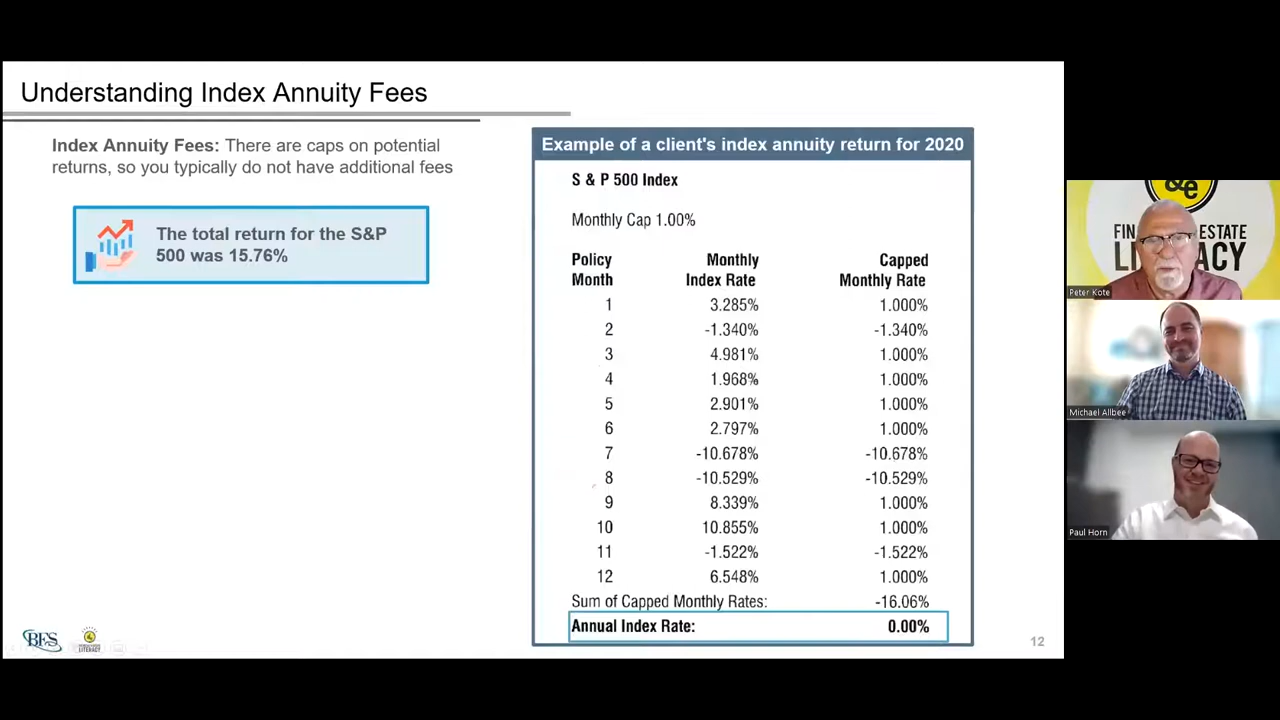 Understanding Index Annuity Fees
Index Annuity Fees: There are caps on potential
returns, so you typically do not have additional fees
The total return for the S&P
500 was 15.76%
Example of a client's index annuity return for 2020
S & P 500 Index
Monthly Cap 1.00%
Policy Month Monthly Index Rate Capped Monthly Rate
1 3.285% 1.000%
2 -1.340% -1.340%
3 4.981% 1.000%
4 1.968% 1.000%
5 2.901% 1.000%
6 2.797% 1.000%
7 -10.678% -10.678%
8 -10.529% -10.529%
9 8.339% 1.000%
10 10.855% 1.000%
11 -1.522% -1.522%
12 6.548% 1.000%
Sum of Capped Monthly Rates: -16.06%
Annual Index Rate: 0.00%
BFS
LITERACY
12
&e
Peter Kote
Michael Allbee
Paul Horn